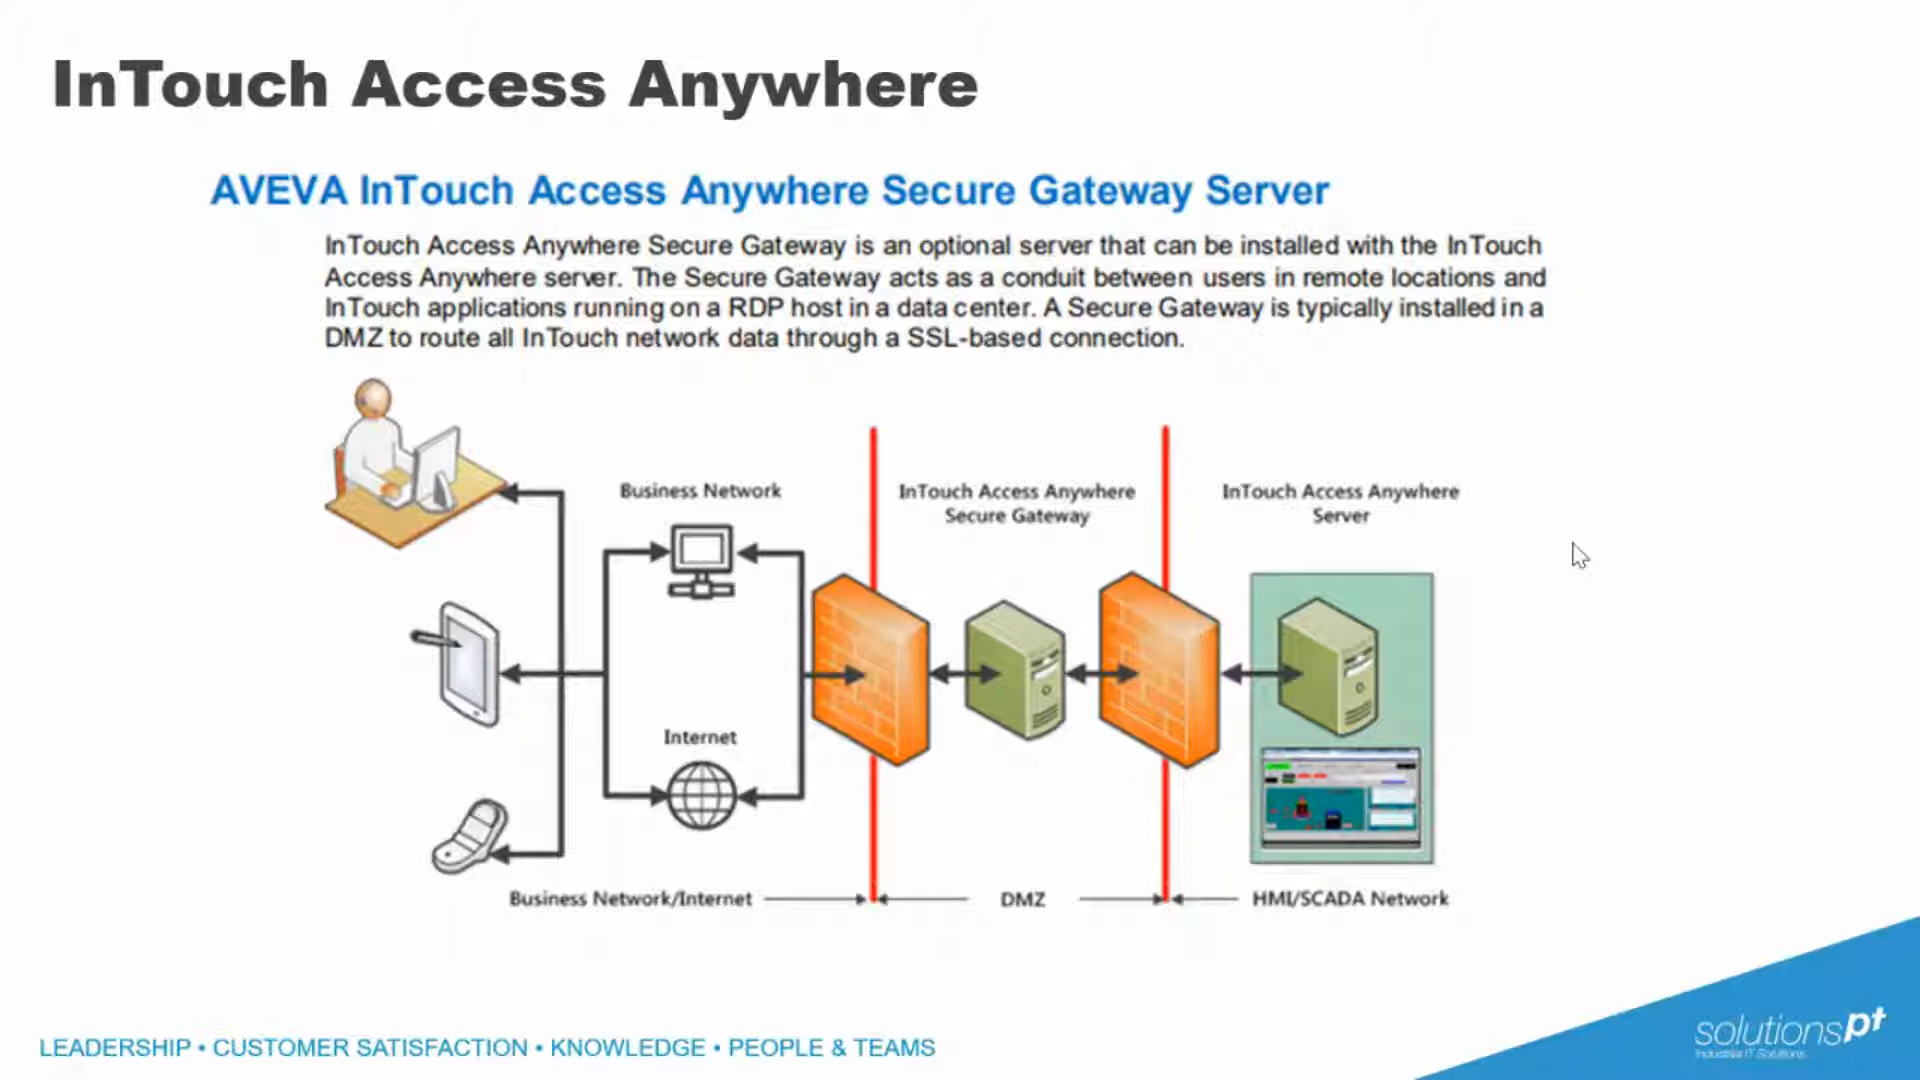 InTouch Access Anywhere
AVEVA InTouch Access Anywhere Secure Gateway Server
InTouch Access Anywhere Secure Gateway is an optional server that can be installed with the InTouch
Access Anywhere server. The Secure Gateway acts as a conduit between users in remote locations and
InTouch applications running on a RDP host in a data center. A Secure Gateway is typically installed in a
DMZ to route all InTouch network data through a SSL-based connection.
Business Network
InTouch Access Anywhere
Secure Gateway
InTouch Access Anywhere
Server
Internet
Business Network/Internet
DMZ
HMI/SCADA Network
LEADERSHIP • CUSTOMER SATISFACTION • KNOWLEDGE • PEOPLE & TEAMS
solutionspt
Industrial IT Solutions